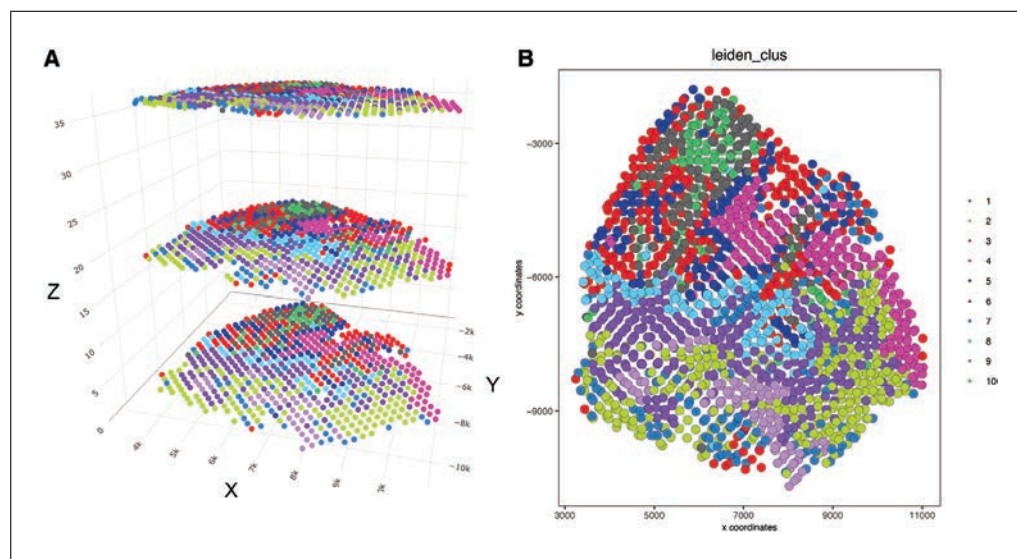 A
35
30
25
20
15
10
5
0
Z
4k
5k
6k
7k
8k
9k
X
−2k
−4k
−6k
−8k
−10k
Y
B
leiden_clus
−3000
−6000
−9000
y coordinates
3000
5000
7000
9000
11000
x coordinates
1
2
3
4
5
6
7
8
9